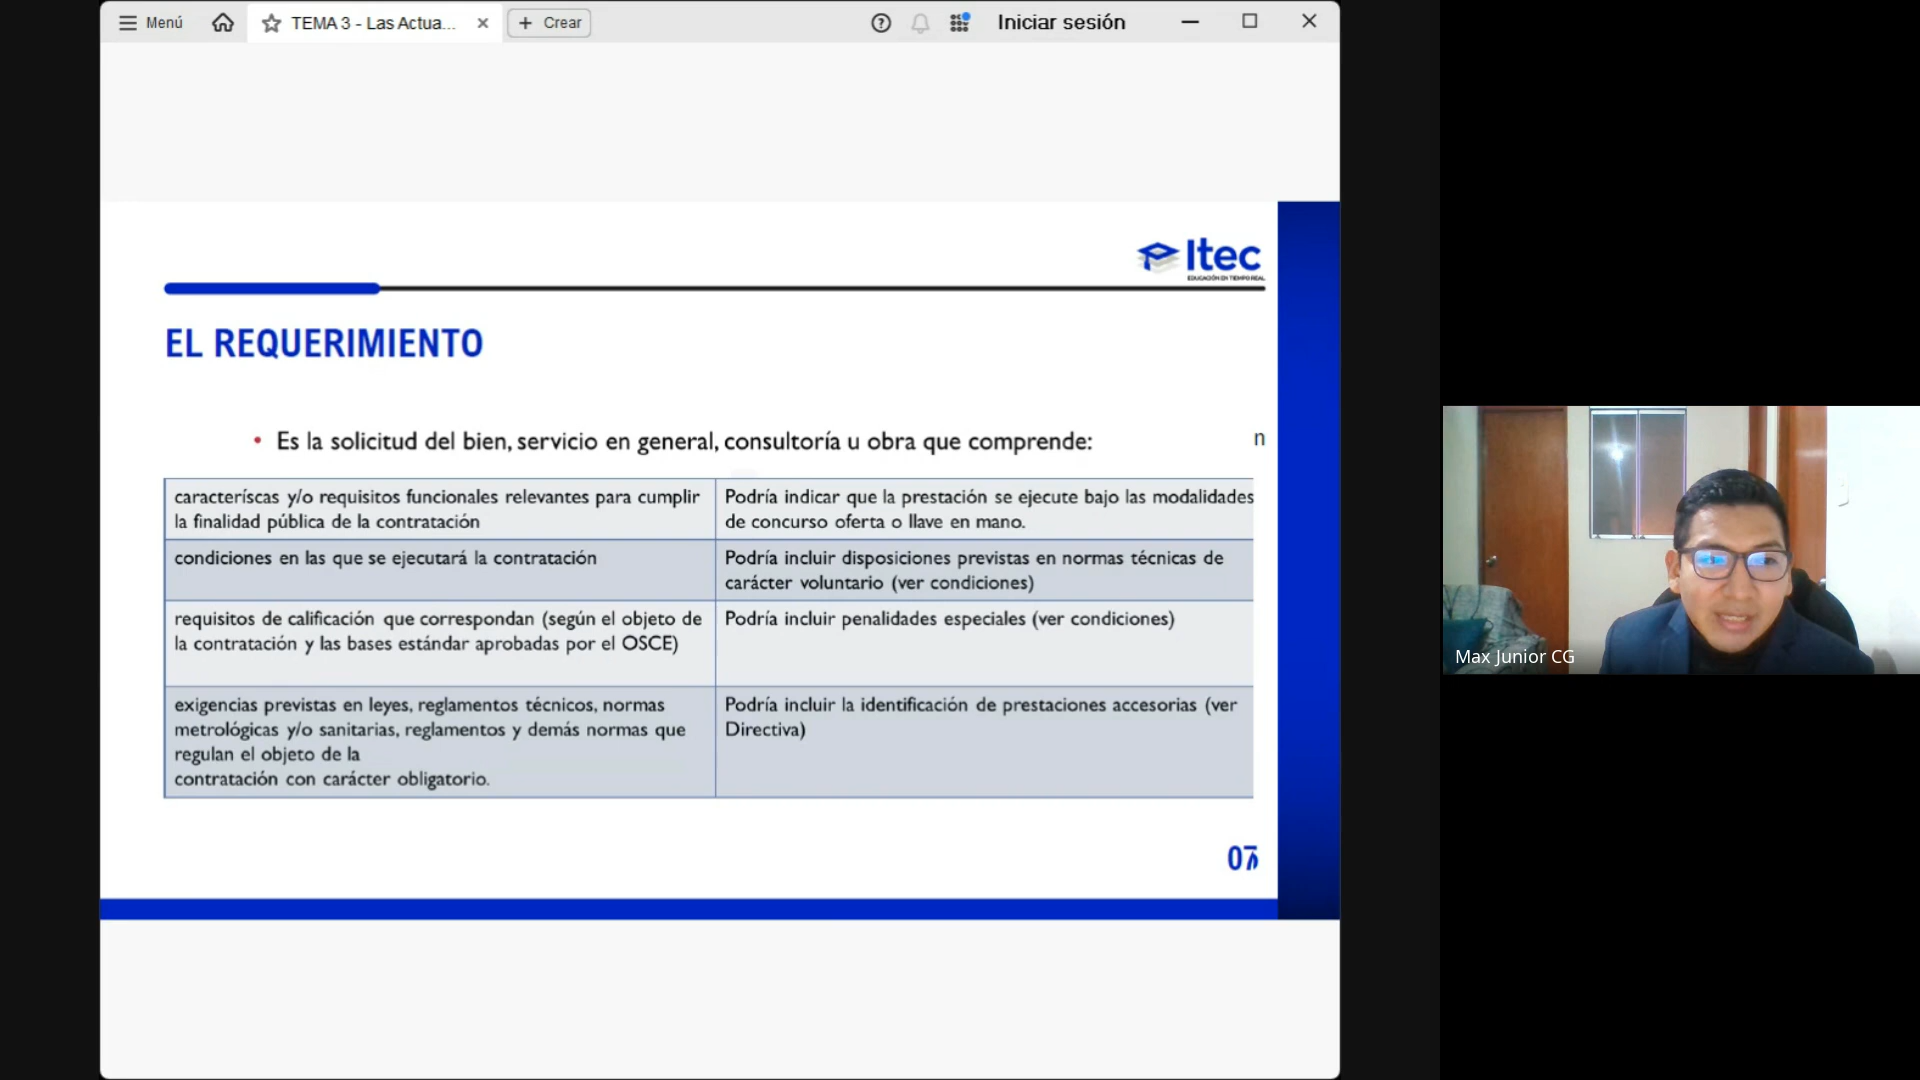 Menú
TEMA 3 - Las Actua...
Crear
Iniciar sesión
Itec
EDUCACIÓN EN TIEMPO REAL
EL REQUERIMIENTO
• Es la solicitud del bien, servicio en general, consultoría u obra que comprende:
n
caracteríscas y/o requisitos funcionales relevantes para cumplir
la finalidad pública de la contratación
Podría indicar que la prestación se ejecute bajo las modalidades
de concurso oferta o llave en mano.
condiciones en las que se ejecutará la contratación
Podría incluir disposiciones previstas en normas técnicas de
carácter voluntario (ver condiciones)
requisitos de calificación que correspondan (según el objeto de
la contratación y las bases estándar aprobadas por el OSCE)
Podría incluir penalidades especiales (ver condiciones)
exigencias previstas en leyes, reglamentos técnicos, normas
metrológicas y/o sanitarias, reglamentos y demás normas que
regulan el objeto de la
contratación con carácter obligatorio.
Podría incluir la identificación de prestaciones accesorias (ver
Directiva)
Max Junior CG